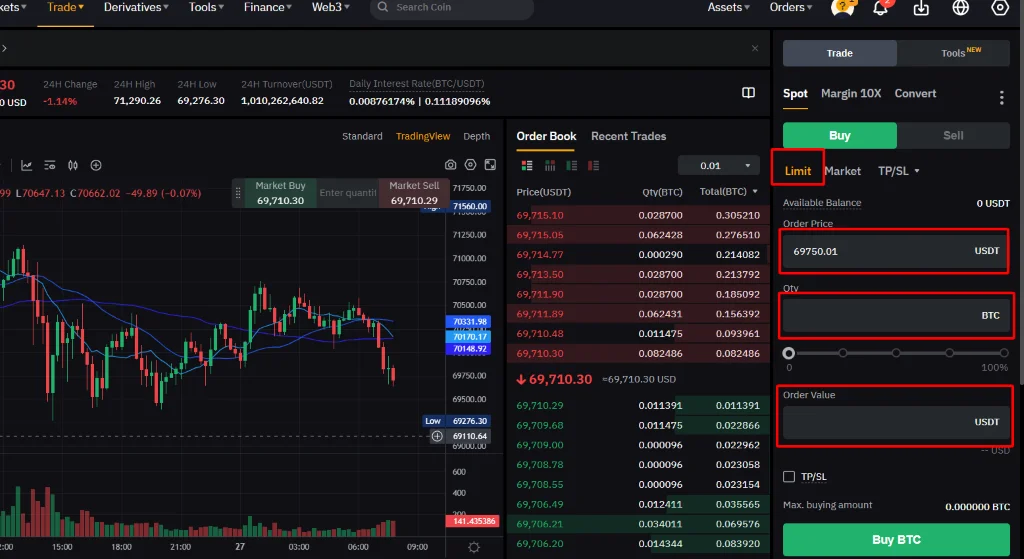 Trade Derivatives Tools Finance Web3 Search Coin Assets Orders
?
2
Trade Tools NEW
.30
0 USD
24H Change
-1.14%
24H High
71,290.26
24H Low
69,276.30
24H Turnover(USDT)
1,010,262,640.82
Daily Interest Rate(BTC/USDT)
0.00876174% | 0.11189096%
Spot Margin 10X Convert
Buy Sell
Limit Market TP/SL
Available Balance 0 USDT
Order Price
69750.01 USDT
Qty
BTC
0 100%
Order Value
USDT
-- USD
TP/SL
Max. buying amount 0.000000 BTC
Buy BTC
Standard TradingView Depth
L70647.13 C70662.02 -49.89 (-0.07%)
Market Buy
69,710.30
Enter quanti
Market Sell
69,710.29
71750.00
High 71,560.00
71250.00
71000.00
70750.00
70500.00
70331.98
70170.17
70148.92
69750.00
69500.00
Low 69,276.30
69110.64
69000.00
600
400
200
141.435386
15:00 18:00 21:00 27 03:00 06:00 09:00
Order Book Recent Trades
0.01
Price(USDT) Qty(BTC) Total(BTC)
69,715.10 0.028700 0.305210
69,715.05 0.062428 0.276510
69,714.77 0.000290 0.214082
69,713.50 0.028700 0.213792
69,711.90 0.028700 0.185092
69,711.89 0.062431 0.156392
69,710.48 0.011475 0.093961
69,710.30 0.082486 0.082486
69,710.30 ≈69,710.30 USD
69,710.29 0.011391 0.011391
69,709.68 0.011475 0.022866
69,709.00 0.000096 0.022962
69,708.78 0.000096 0.023058
69,708.55 0.000096 0.023154
69,706.49 0.012411 0.035565
69,706.21 0.034011 0.069576
69,706.20 0.014344 0.083920